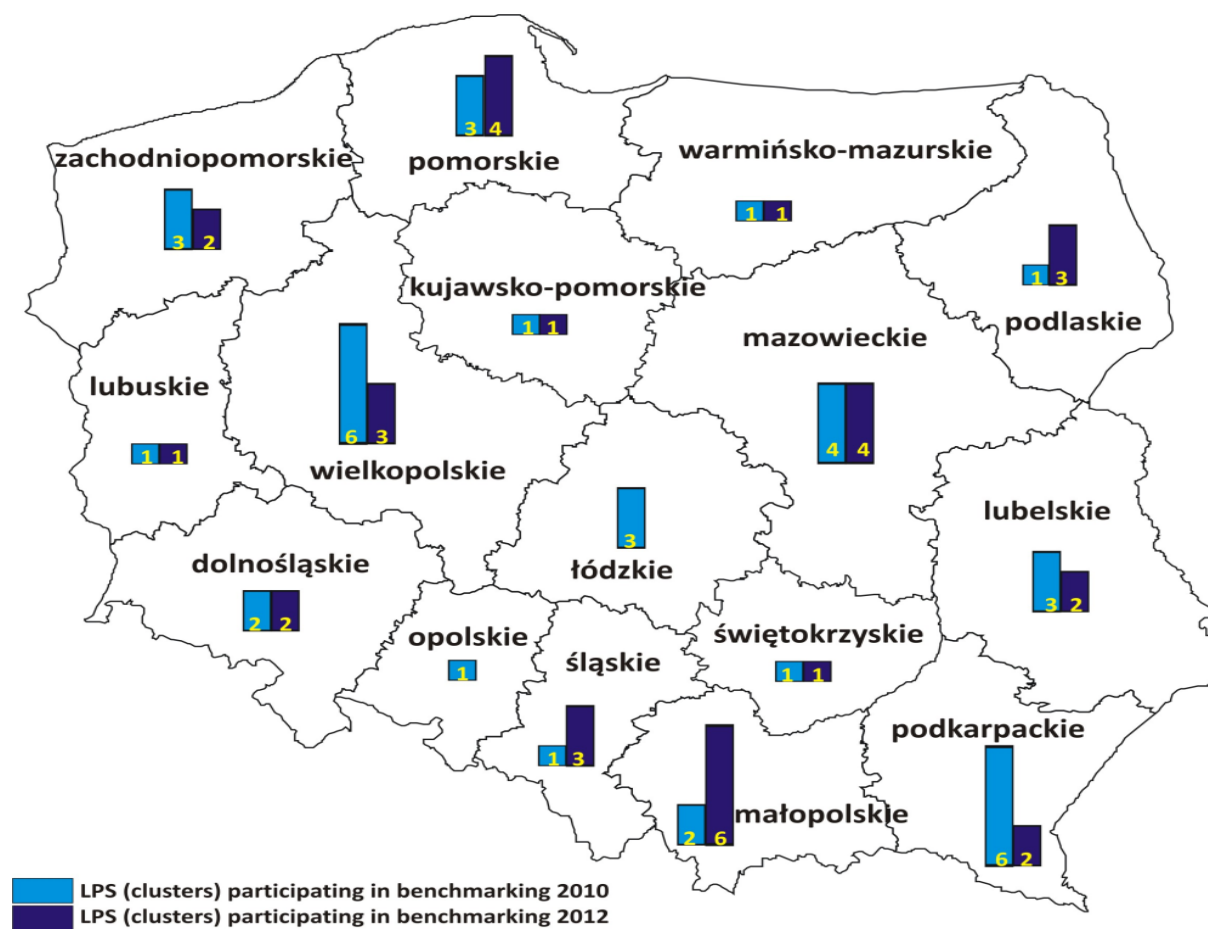 3 4
pomorskie
zachodniopomorskie
3 2
warmińsko-mazurskie
1 1
kujawsko-pomorskie
1 1
1 3
podlaskie
mazowieckie
4 4
lubuskie
1 1
6 3
wielkopolskie
3
łódzkie
lubelskie
3 2
dolnośląskie
2 2
opolskie
1
śląskie
1 3
świętokrzyskie
1 1
podkarpackie
6 2
małopolskie
2 6
LPS (clusters) participating in benchmarking 2010
LPS (clusters) participating in benchmarking 2012